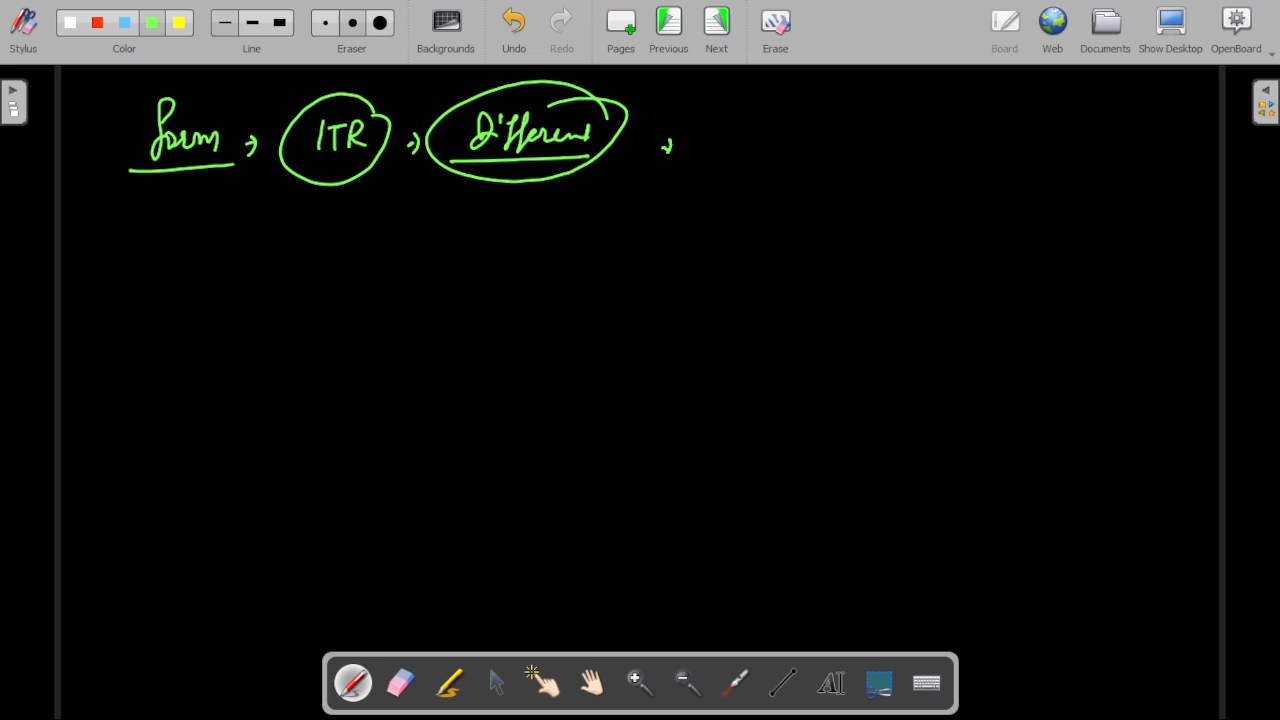 Stylus Color Line Eraser Backgrounds Undo Redo Pages Previous Next Erase Board Web Documents Show Desktop OpenBoard
form → ITR → Different →
AI